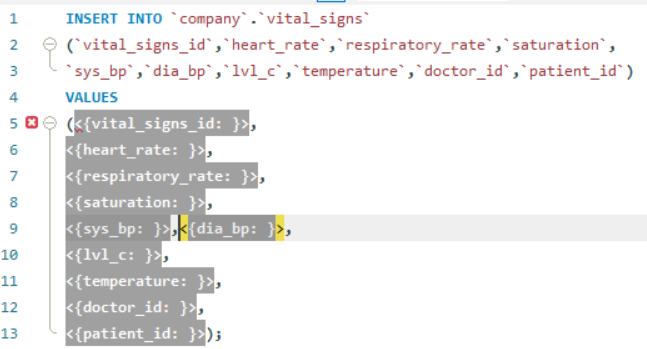 1 INSERT INTO `company`.`vital_signs`
2 (`vital_signs_id`,`heart_rate`,`respiratory_rate`,`saturation`,
3 `sys_bp`,`dia_bp`,`lvl_c`,`temperature`,`doctor_id`,`patient_id`)
4 VALUES
5 (<{vital_signs_id: }>,
6 <{heart_rate: }>,
7 <{respiratory_rate: }>,
8 <{saturation: }>,
9 <{sys_bp: }>,<{dia_bp: }>,
10 <{lvl_c: }>,
11 <{temperature: }>,
12 <{doctor_id: }>,
13 <{patient_id: }>);